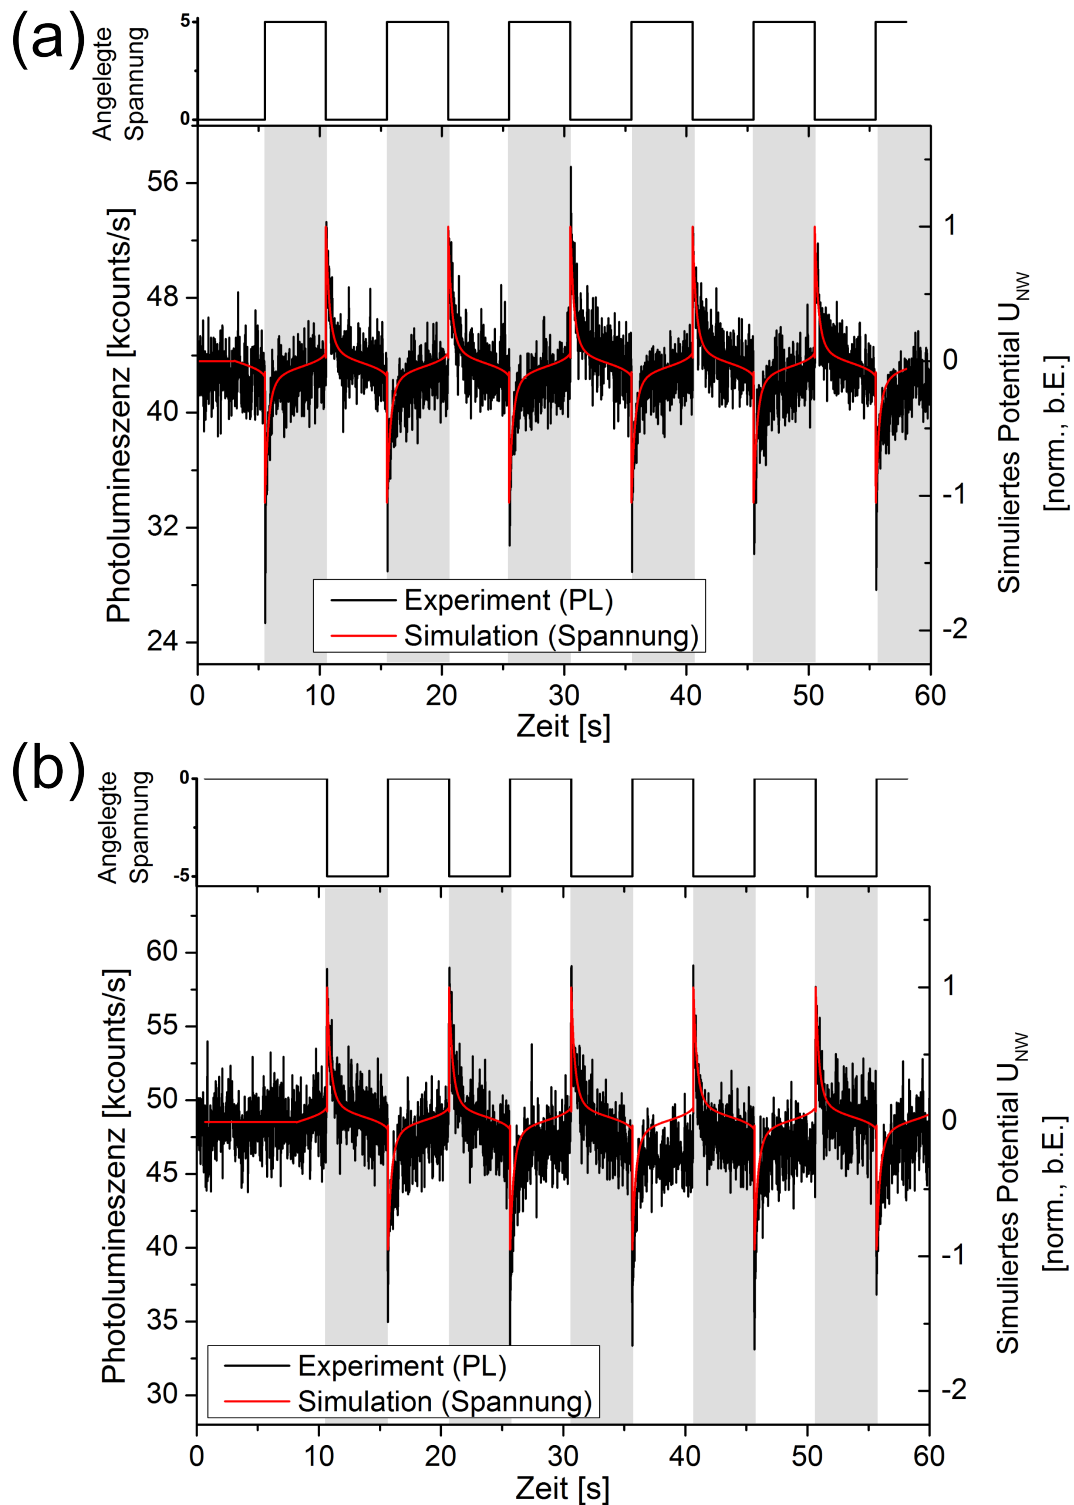 (a)
Angelegte
Spannung
5
0
Photolumineszenz [kcounts/s]
56
48
40
32
24
1
0
-1
-2
Simuliertes Potential U_NW
[norm., b.E.]
Experiment (PL)
Simulation (Spannung)
0 10 20 30 40 50 60
Zeit [s]
(b)
Angelegte
Spannung
0
-5
Photolumineszenz [kcounts/s]
60
55
50
45
40
35
30
1
0
-1
-2
Simuliertes Potential U_NW
[norm., b.E.]
Experiment (PL)
Simulation (Spannung)
0 10 20 30 40 50 60
Zeit [s]